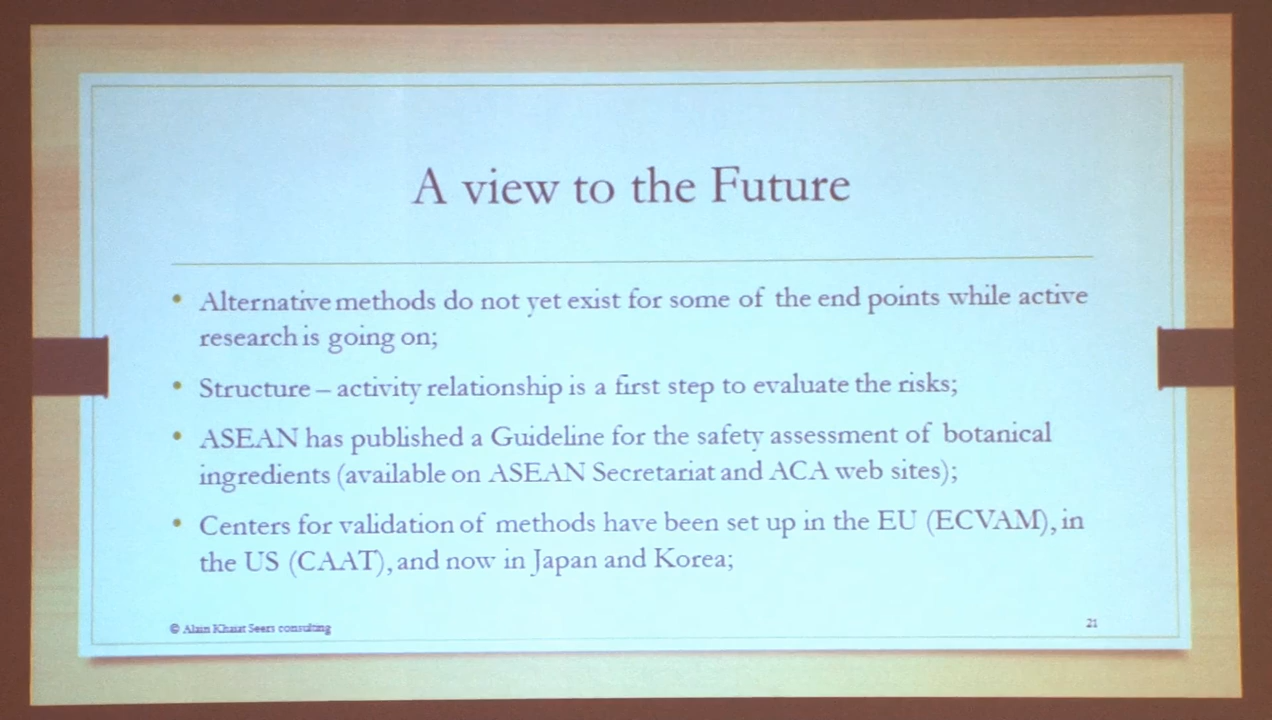 A view to the Future
• Alternative methods do not yet exist for some of the end points while active
research is going on;
• Structure – activity relationship is a first step to evaluate the risks;
• ASEAN has published a Guideline for the safety assessment of botanical
ingredients (available on ASEAN Secretariat and ACA web sites);
• Centers for validation of methods have been set up in the EU (ECVAM), in
the US (CAAT), and now in Japan and Korea;
© Alain Khaiat Seers consulting
21